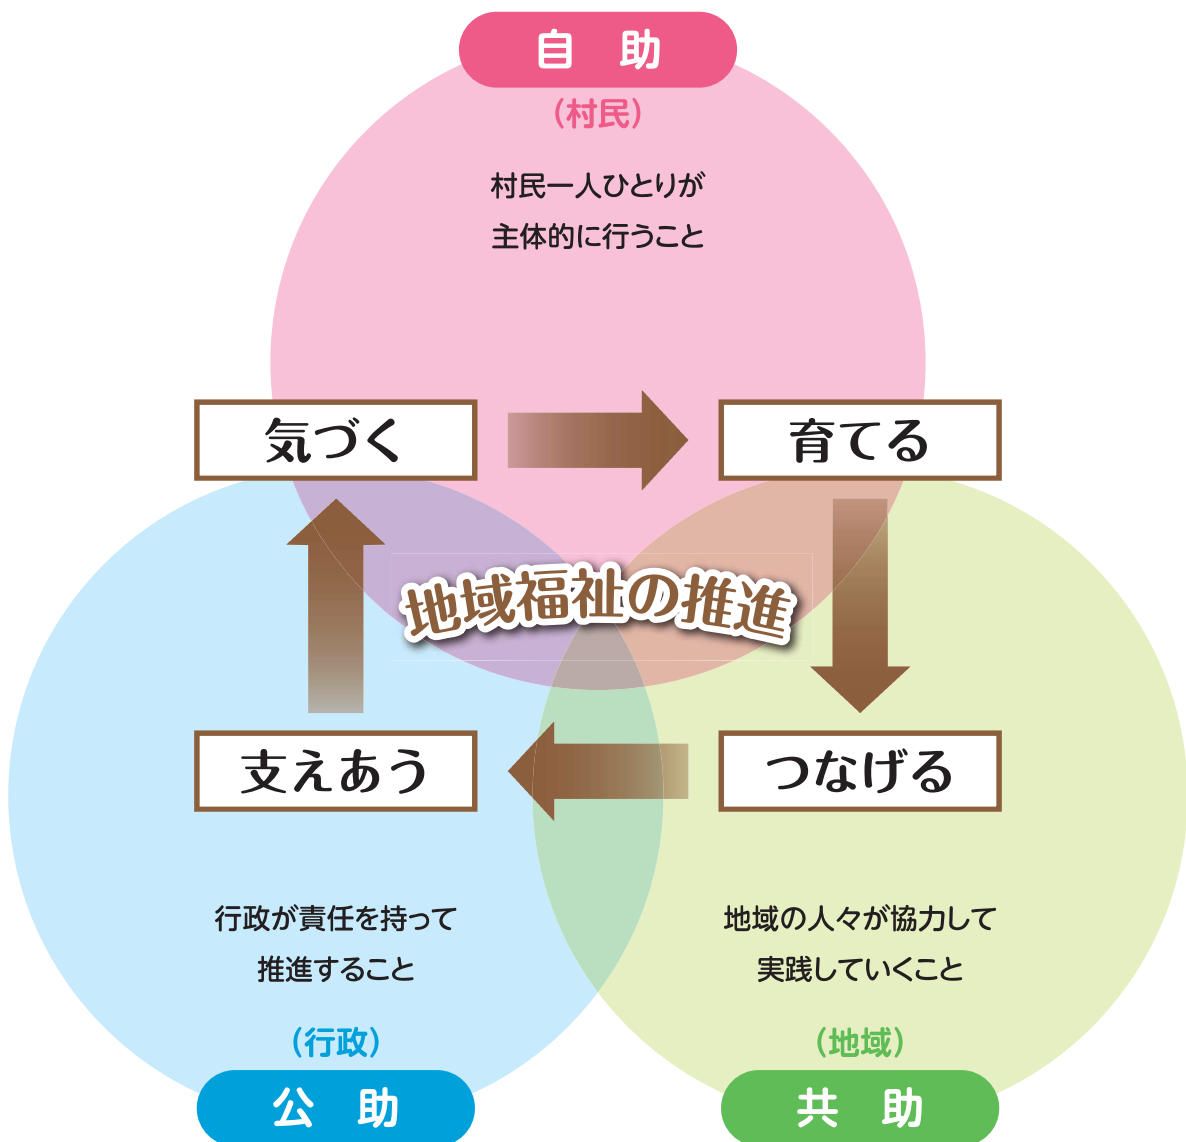 自　助
（村民）
村民一人ひとりが
主体的に行うこと
気づく
育てる
地域福祉の推進
支えあう
つなげる
行政が責任を持って
推進すること
（行政）
公　助
地域の人々が協力して
実践していくこと
（地域）
共　助